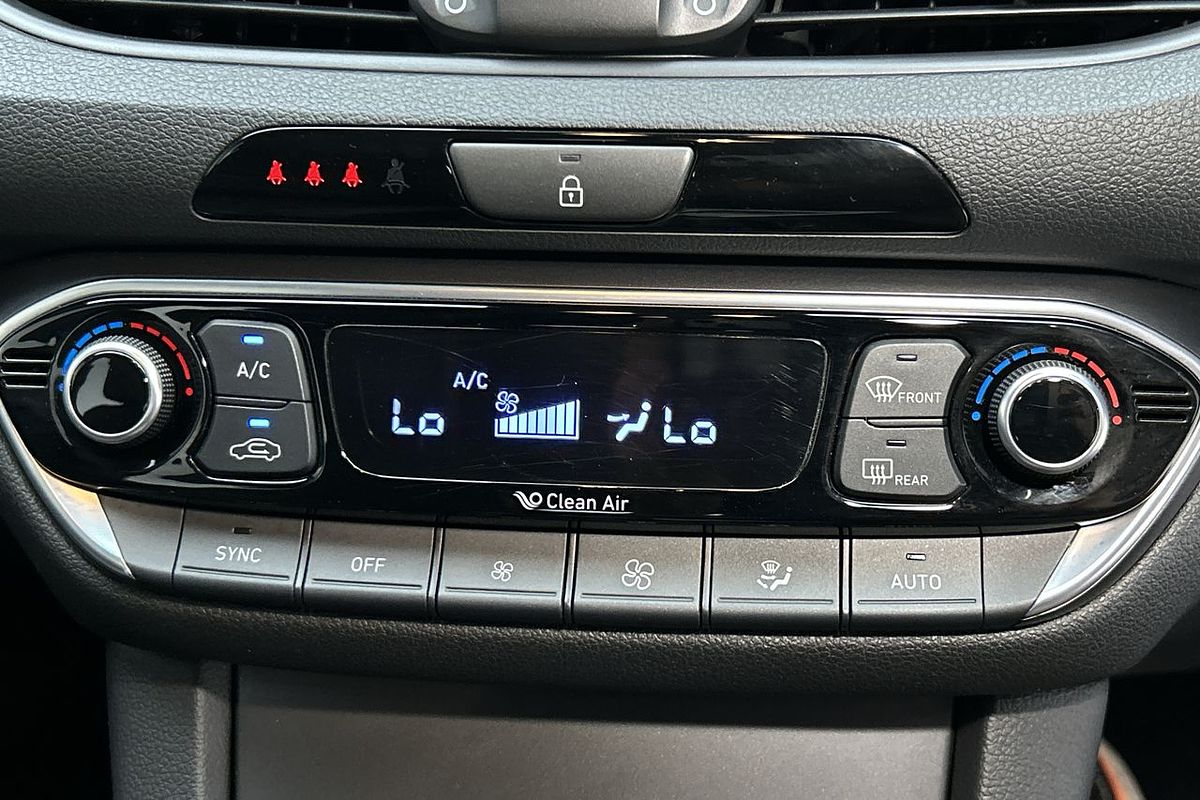 A/C
A/C
Lo
Lo
FRONT
REAR
Clean Air
SYNC
OFF
AUTO